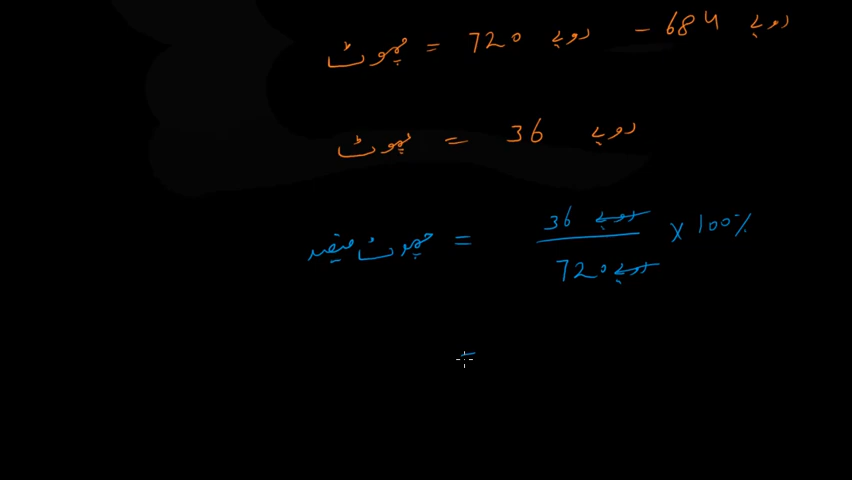 چھوٹ = 720 روپے - 684 روپے
چھوٹ = 36 روپے
چھوٹ فیصد = 36 روپے / 720 روپے x 100%
=